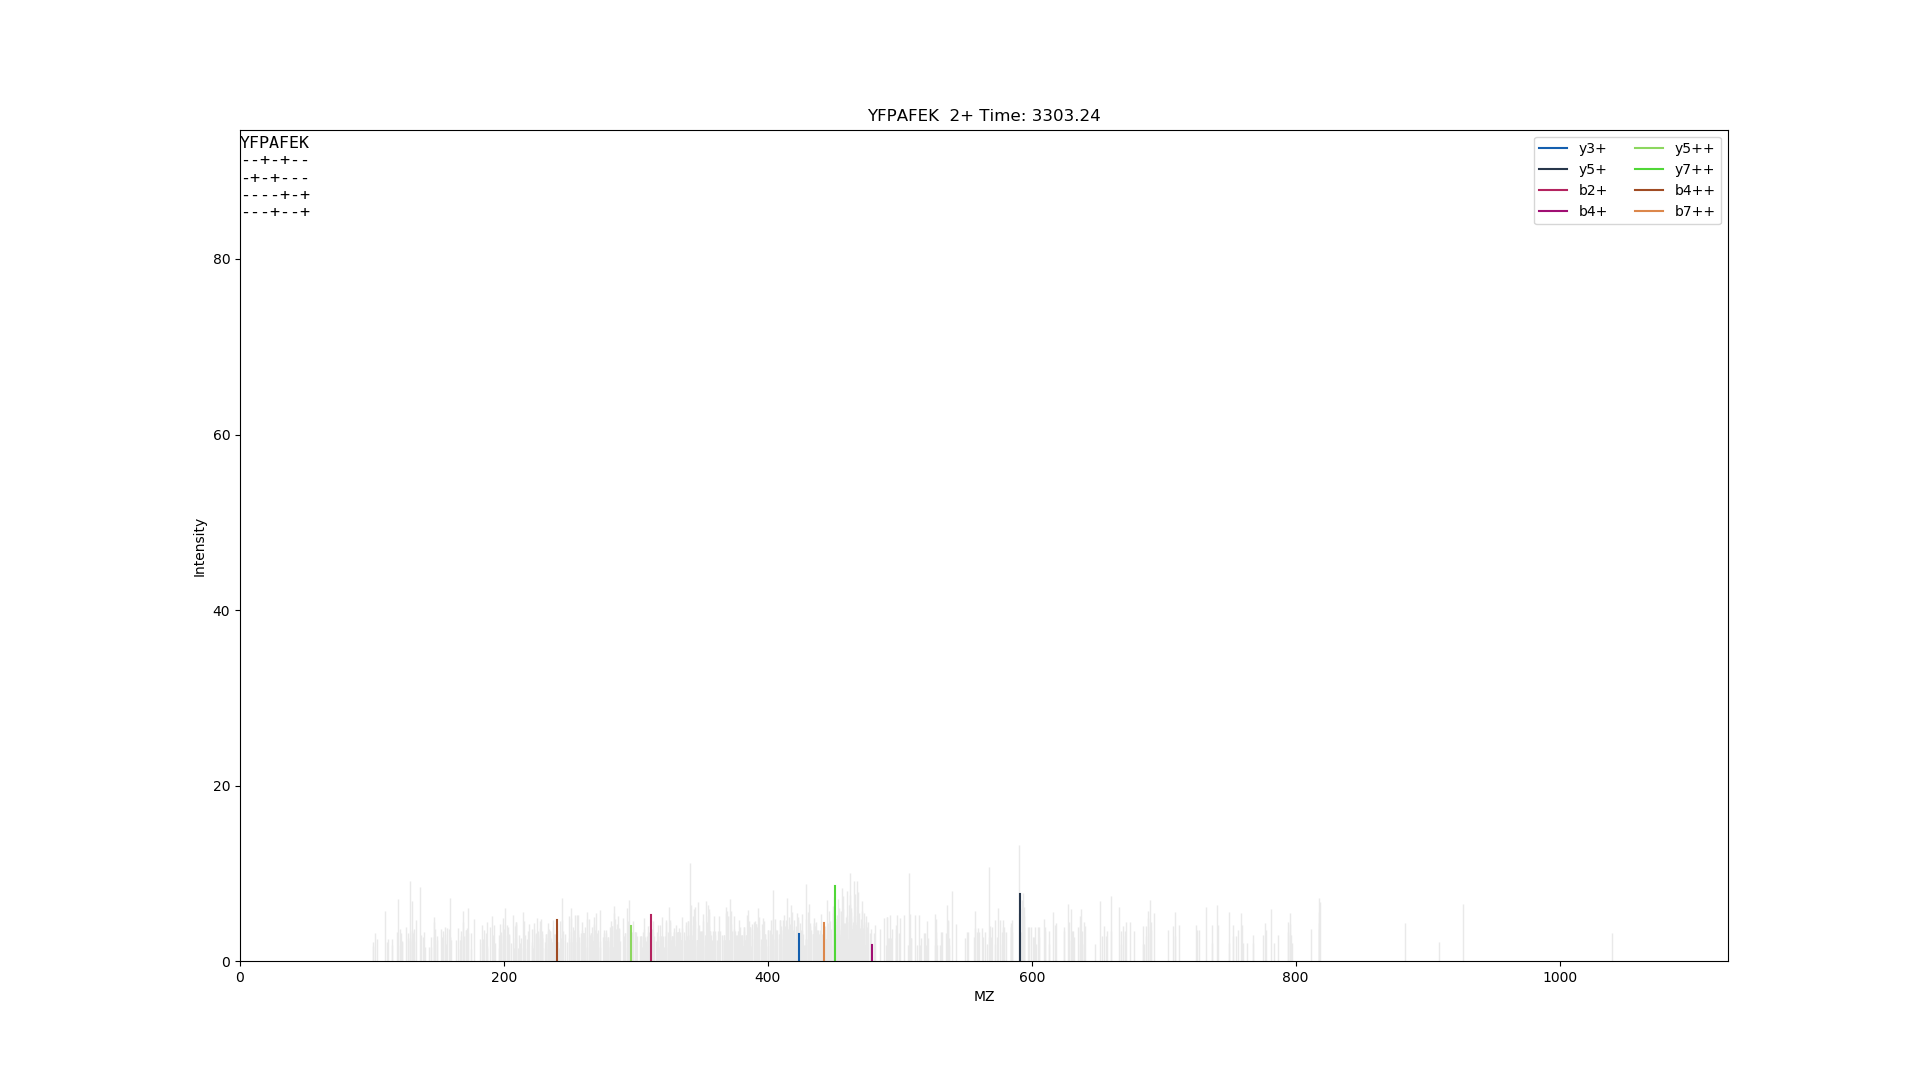 YFPAFEK  2+ Time: 3303.24
YFPAFEK
--+-+--
-+-+---
----+-+
---+--+
y3+
y5+
b2+
b4+
y5++
y7++
b4++
b7++
80
60
40
20
0
Intensity
0 200 400 600 800 1000
MZ